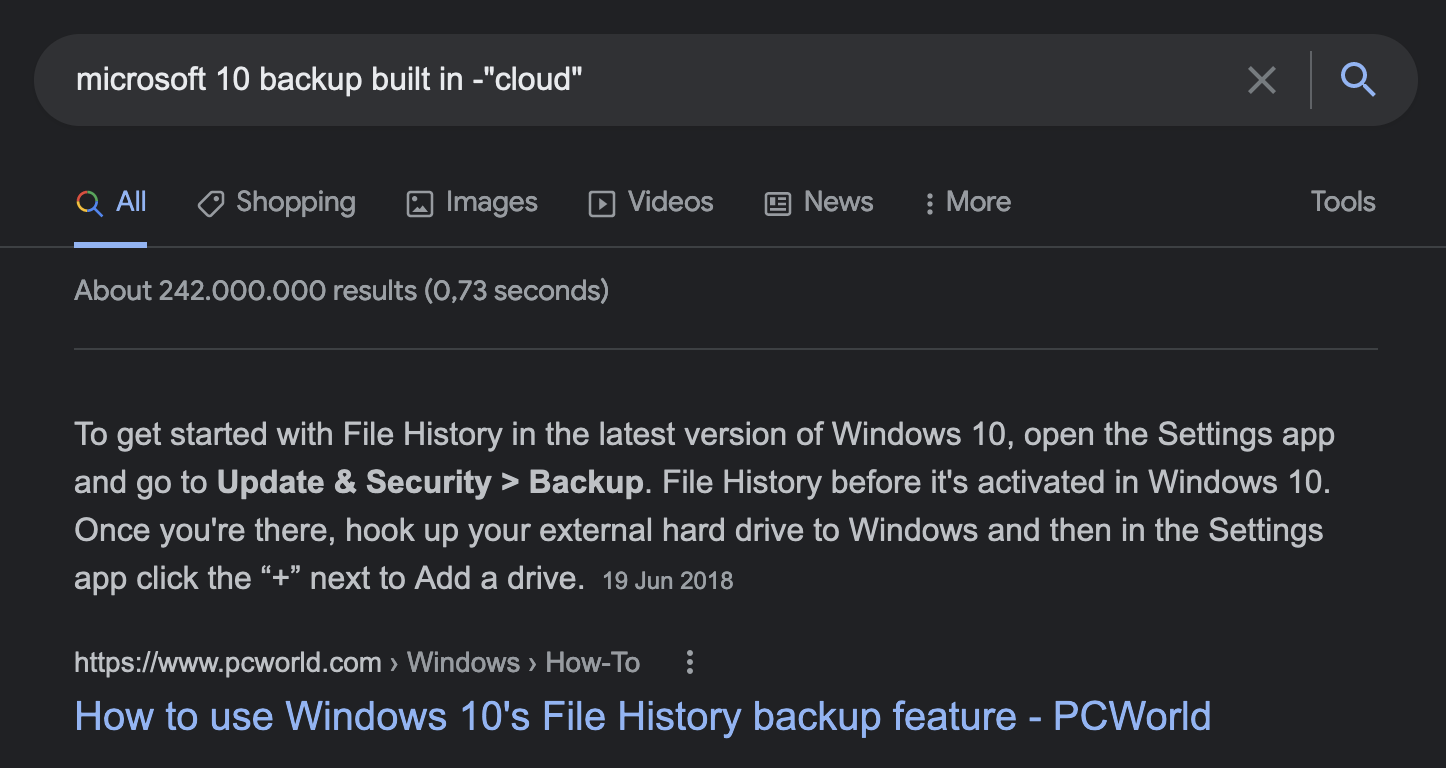 microsoft 10 backup built in -"cloud"
All Shopping Images Videos News More Tools
About 242.000.000 results (0,73 seconds)
To get started with File History in the latest version of Windows 10, open the Settings app
and go to Update & Security > Backup. File History before it's activated in Windows 10.
Once you're there, hook up your external hard drive to Windows and then in the Settings
app click the “+” next to Add a drive. 19 Jun 2018
https://www.pcworld.com › Windows › How-To
How to use Windows 10's File History backup feature - PCWorld